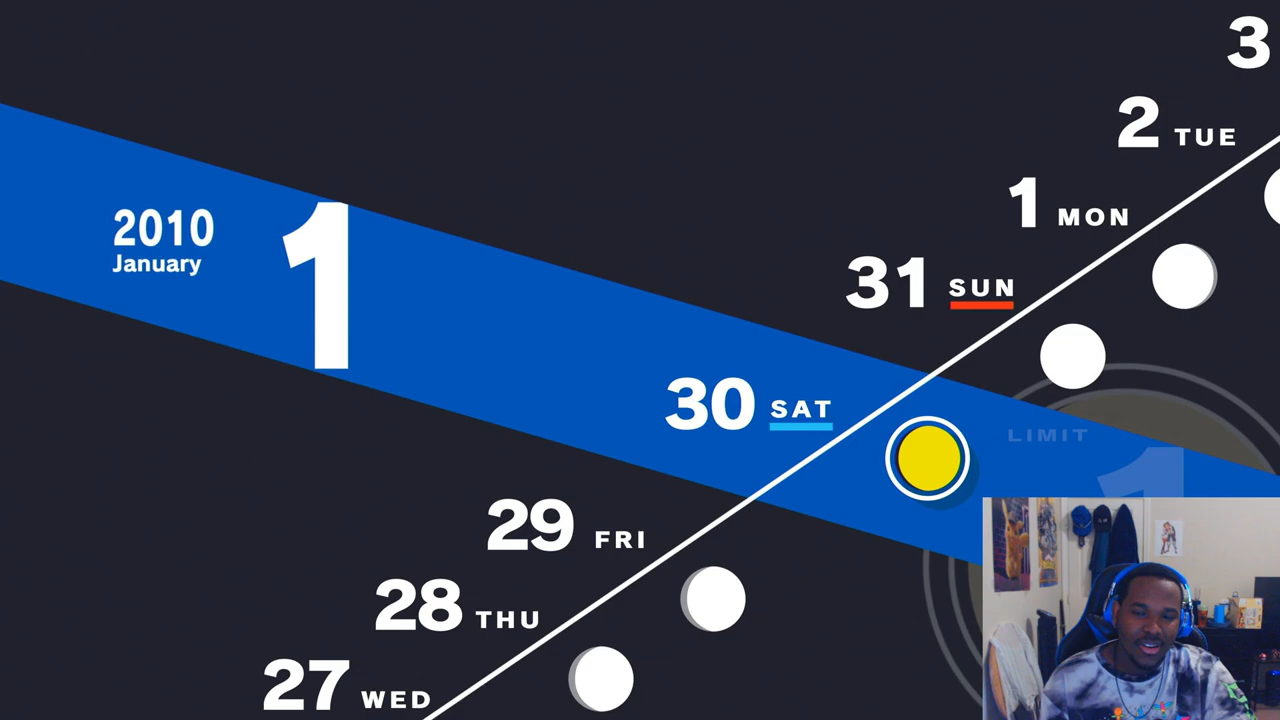 3
2 TUE
1 MON
2010
January
1
31 SUN
30 SAT
LIMIT
1
29 FRI
28 THU
27 WED